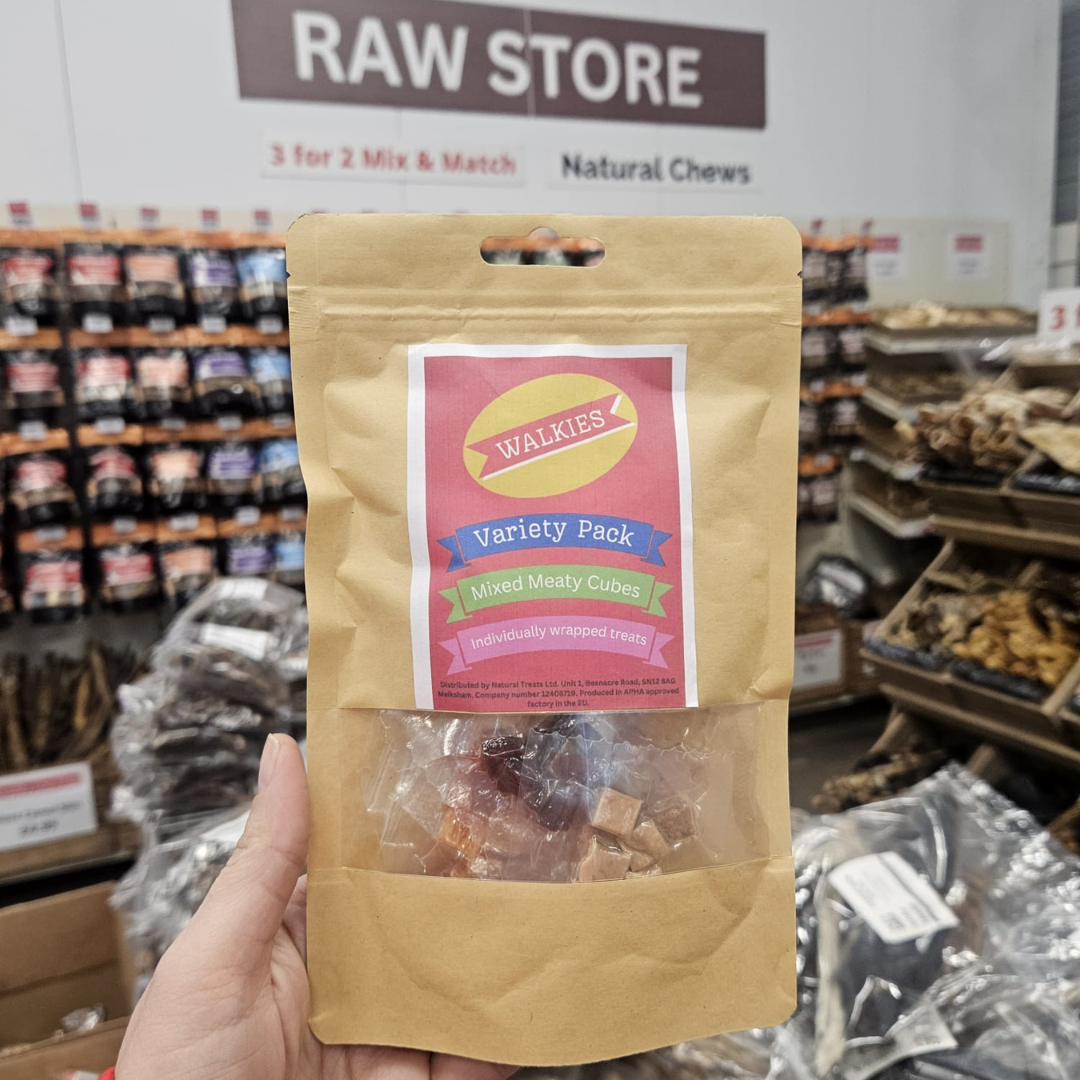 RAW STORE
3 for 2 Mix & Match
Natural Chews
WALKIES
Variety Pack
Mixed Meaty Cubes
Individually wrapped treats
Distributed by Natural Treats Ltd. Unit 1, Beanacre Road, SN12 8AG
Melksham. Company number 12408719. Produced in APHA approved
factory in the EU.